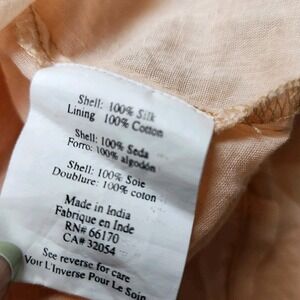 Shell: 100% Silk
Lining 100% Cotton
Shell: 100% Seda
Forro: 100% algodón
Shell: 100% Soie
Doublure: 100% coton
Made in India
Fabrique en Inde
RN# 66170
CA# 32054
See reverse for care
Voir L'Inverse Pour Le Soin